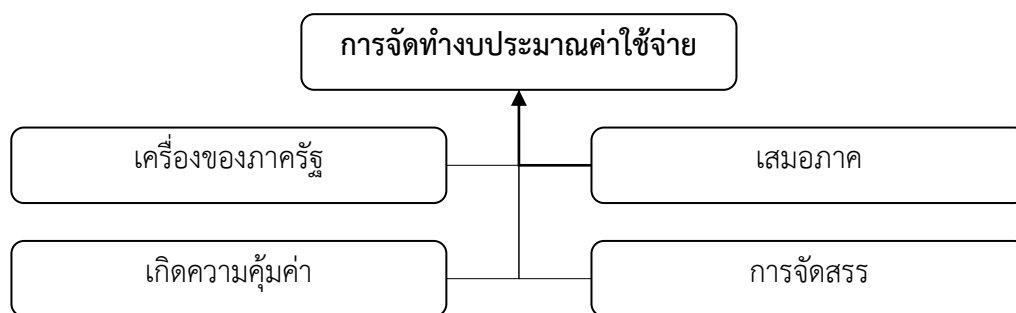 การจัดทำงบประมาณค่าใช้จ่าย
เครื่องของภาครัฐ
เสมอภาค
เกิดความคุ้มค่า
การจัดสรร